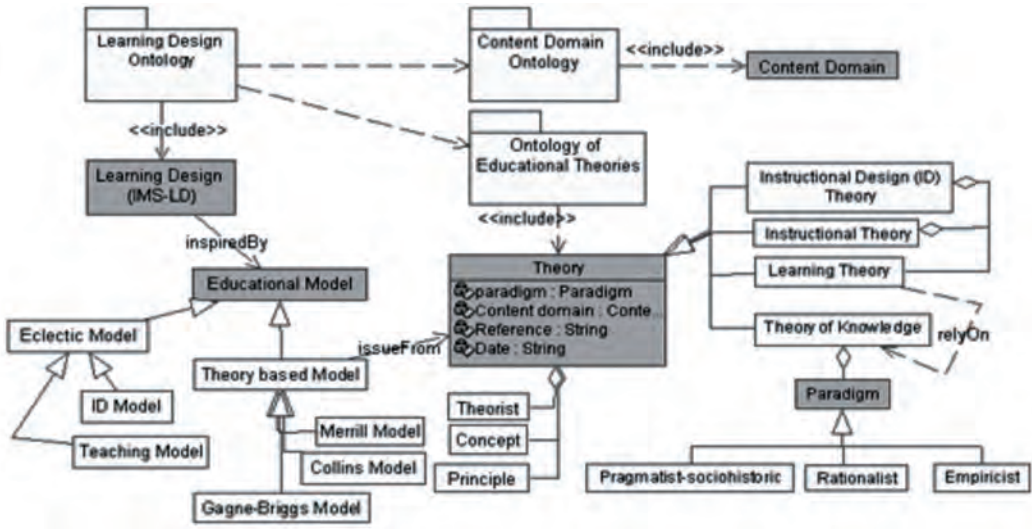 Learning Design
Ontology
Content Domain
Ontology
<<include>>
Content Domain
<<include>>
Ontology of
Educational Theories
Learning Design
(IMS-LD)
<<include>>
Instructional Design (ID)
Theory
inspiredBy
Instructional Theory
Educational Model
Theory
Learning Theory
paradigm : Paradigm
Content domain : Conte...
Reference : String
Date : String
Eclectic Model
Theory of Knowledge
relyOn
issueFrom
Theory based Model
Paradigm
ID Model
Theorist
Merrill Model
Concept
Teaching Model
Collins Model
Principle
Pragmatist-sociohistoric
Rationalist
Empiricist
Gagne-Briggs Model